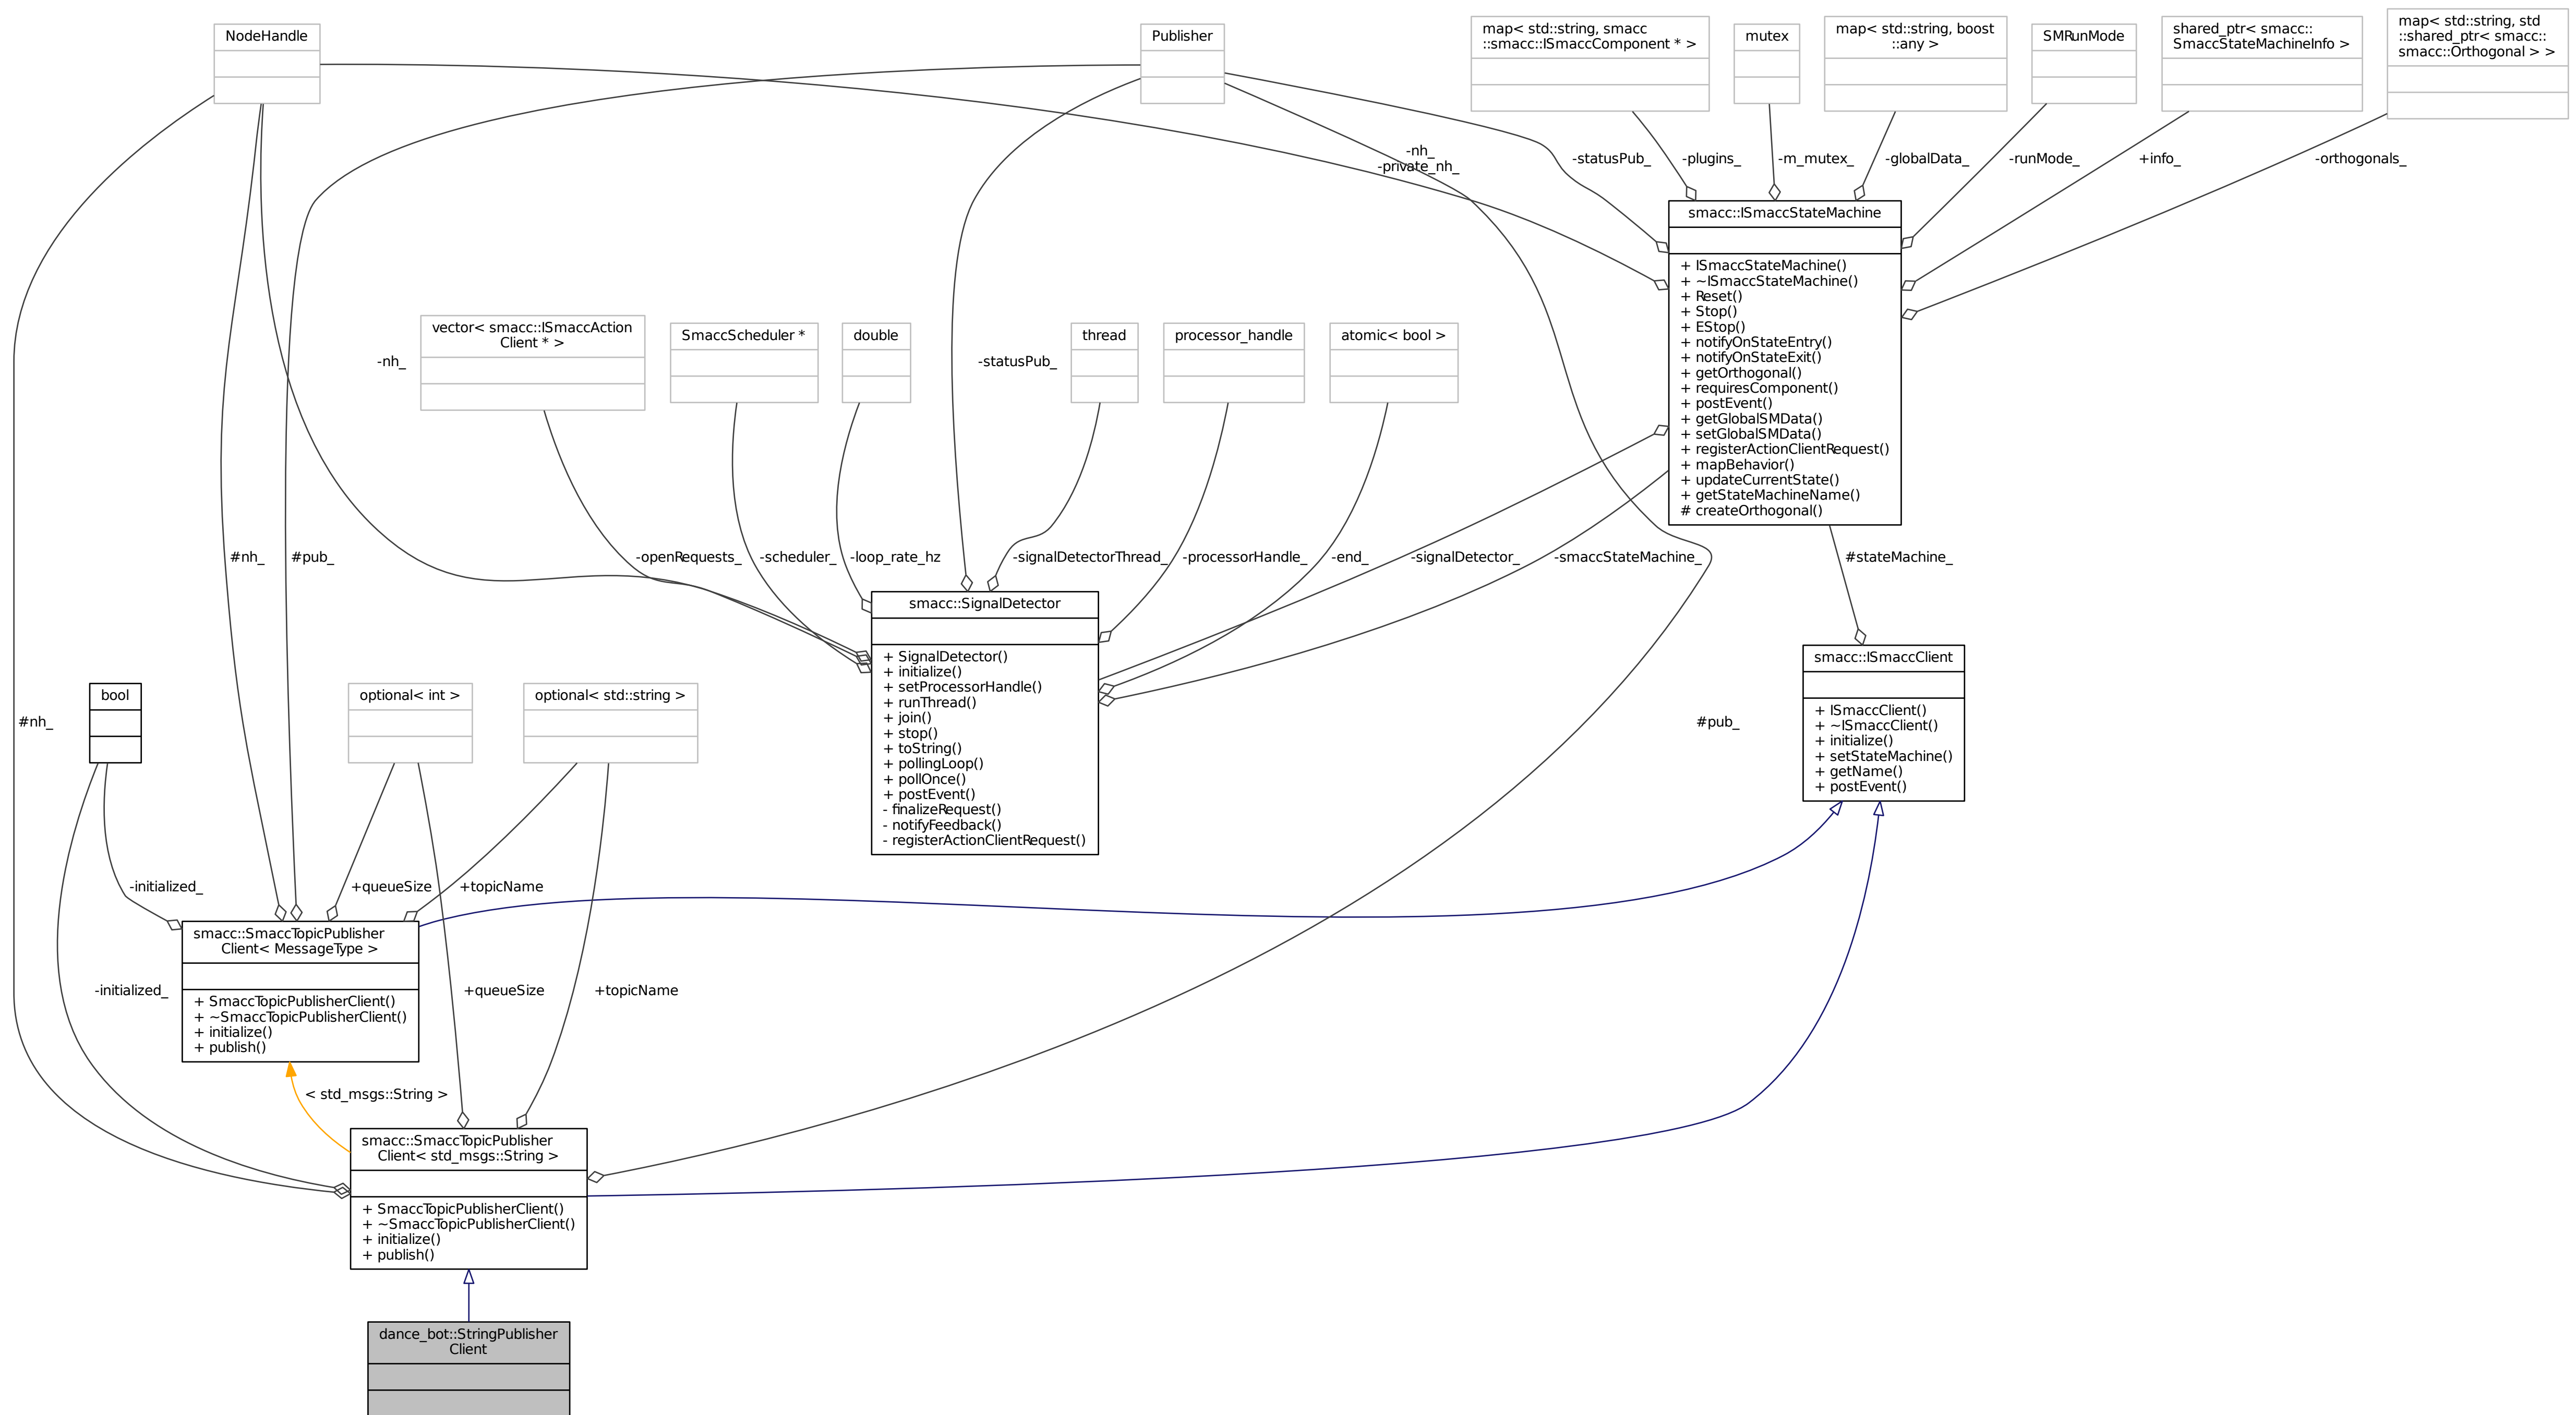 NodeHandle
Publisher
map< std::string, smacc
::smacc::ISmaccComponent * >
mutex
map< std::string, boost
::any >
SMRunMode
shared_ptr< smacc::
SmaccStateMachineInfo >
map< std::string, std
::shared_ptr< smacc::
smacc::Orthogonal > >
-nh_
-private_nh_
-statusPub_
-plugins_
-m_mutex_
-globalData_
-runMode_
+info_
-orthogonals_
smacc::ISmaccStateMachine
+ ISmaccStateMachine()
+ ~ISmaccStateMachine()
+ Reset()
+ Stop()
+ EStop()
+ notifyOnStateEntry()
+ notifyOnStateExit()
+ getOrthogonal()
+ requiresComponent()
+ postEvent()
+ getGlobalSMData()
+ setGlobalSMData()
+ registerActionClientRequest()
+ mapBehavior()
+ updateCurrentState()
+ getStateMachineName()
# createOrthogonal()
-nh_
vector< smacc::ISmaccAction
Client * >
SmaccScheduler *
double
-statusPub_
thread
processor_handle
atomic< bool >
#nh_
#pub_
-openRequests_
-scheduler_
-loop_rate_hz
-signalDetectorThread_
-processorHandle_
-end_
-signalDetector_
-smaccStateMachine_
#stateMachine_
smacc::SignalDetector
+ SignalDetector()
+ initialize()
+ setProcessorHandle()
+ runThread()
+ join()
+ stop()
+ toString()
+ pollingLoop()
+ pollOnce()
+ postEvent()
- finalizeRequest()
- notifyFeedback()
- registerActionClientRequest()
smacc::ISmaccClient
+ ISmaccClient()
+ ~ISmaccClient()
+ initialize()
+ setStateMachine()
+ getName()
+ postEvent()
#nh_
bool
optional< int >
optional< std::string >
#pub_
-initialized_
+queueSize
+topicName
smacc::SmaccTopicPublisher
Client< MessageType >
+ SmaccTopicPublisherClient()
+ ~SmaccTopicPublisherClient()
+ initialize()
+ publish()
-initialized_
+queueSize
+topicName
< std_msgs::String >
smacc::SmaccTopicPublisher
Client< std_msgs::String >
+ SmaccTopicPublisherClient()
+ ~SmaccTopicPublisherClient()
+ initialize()
+ publish()
dance_bot::StringPublisher
Client